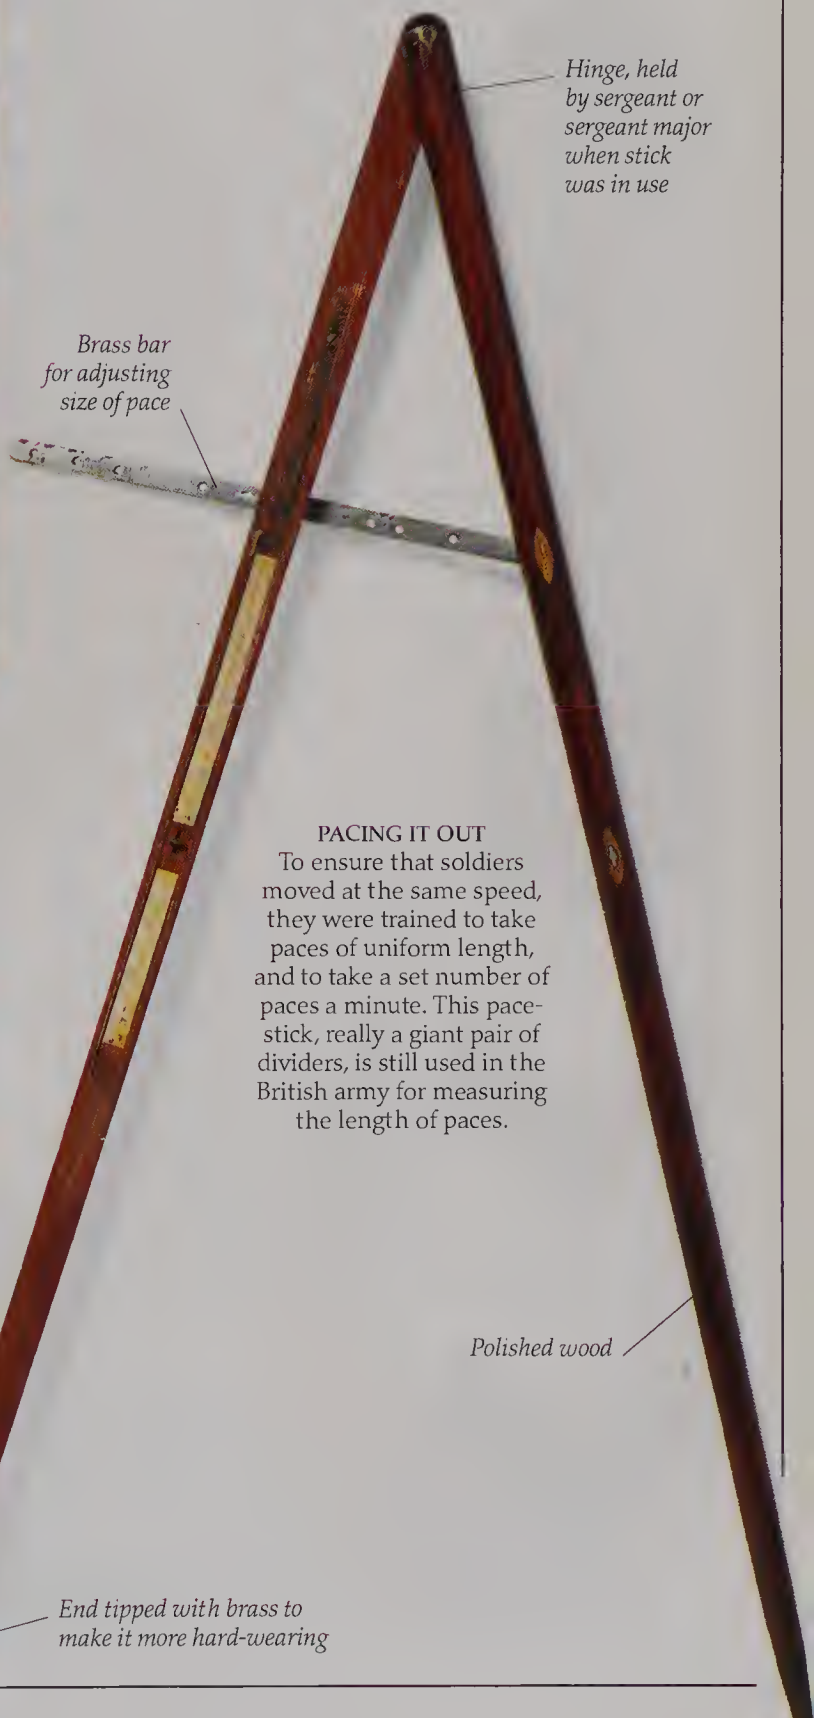 Hinge, held
by sergeant or
sergeant major
when stick
was in use
Brass bar
for adjusting
size of pace
PACING IT OUT
To ensure that soldiers
moved at the same speed,
they were trained to take
paces of uniform length,
and to take a set number of
paces a minute. This pace-
stick, really a giant pair of
dividers, is still used in the
British army for measuring
the length of paces.
Polished wood
End tipped with brass to
make it more hard-wearing